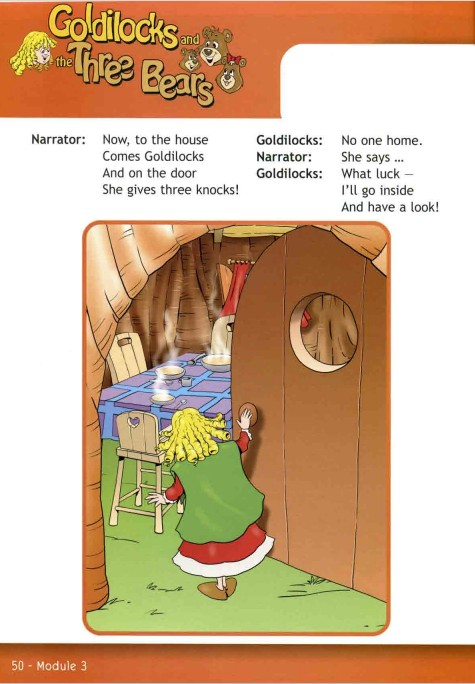 Goldilocks and
the Three Bears
Narrator: Now, to the house
Comes Goldilocks
And on the door
She gives three knocks!
Goldilocks: No one home.
Narrator: She says ...
Goldilocks: What luck –
I'll go inside
And have a look!
50 - Module 3